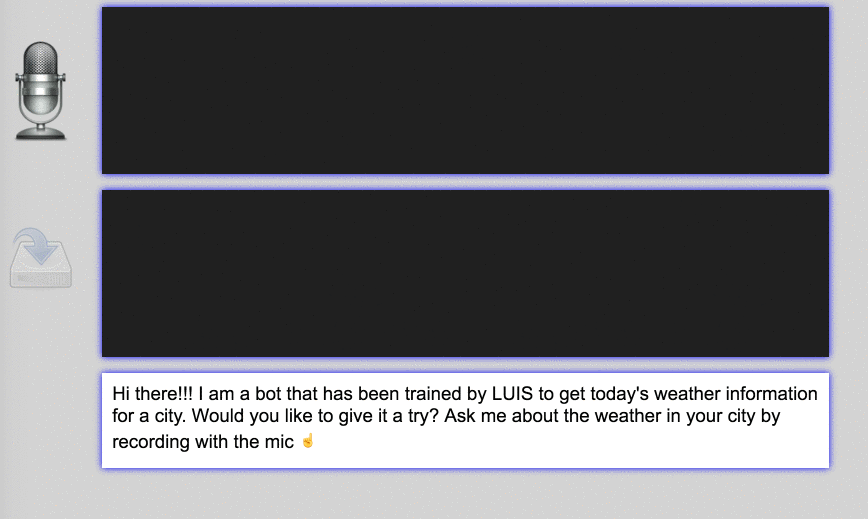 Hi there!!! I am a bot that has been trained by LUIS to get today's weather information
for a city. Would you like to give it a try? Ask me about the weather in your city by
recording with the mic ☝